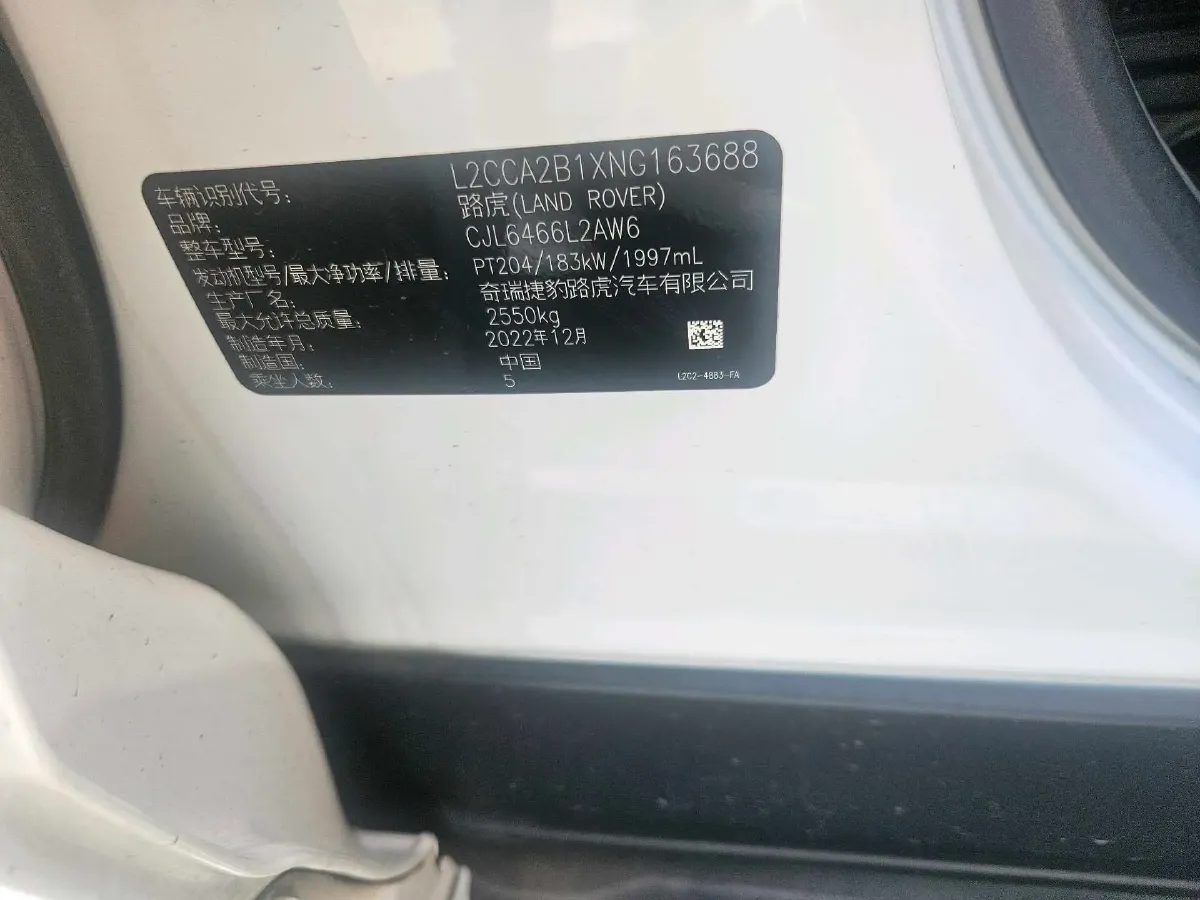 车辆识别代号: L2CCA2B1XNG163688
品牌: 路虎(LAND ROVER)
整车型号: CJL6466L2AW6
发动机型号/最大净功率/排量: PT204/183kW/1997mL
生产厂名: 奇瑞捷豹路虎汽车有限公司
最大允许总质量: 2550kg
制造年月: 2022年12月
制造国: 中国
乘坐人数: 5
L2C2-4883-FA